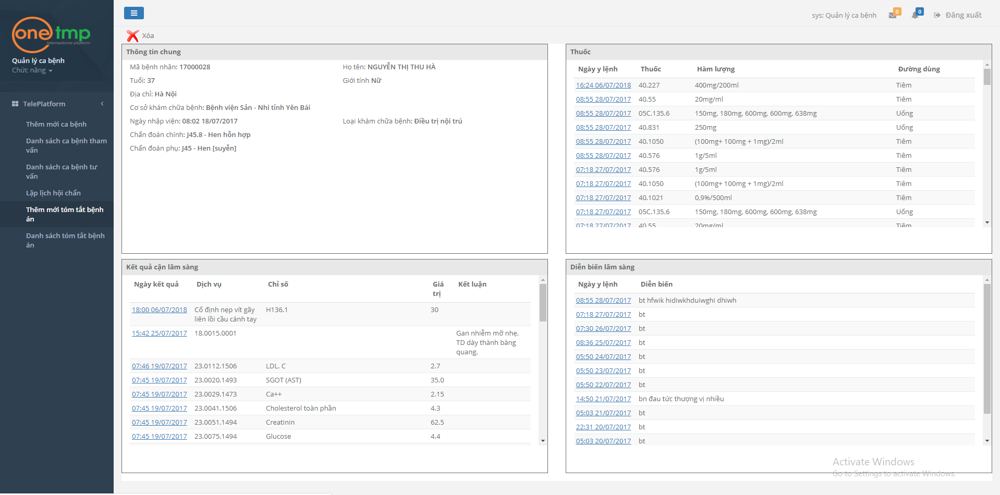 onetmp
telemedicine platform
Quản lý ca bệnh
Chức năng
TelePlatform
Thêm mới ca bệnh
Danh sách ca bệnh tham
vấn
Danh sách ca bệnh tư
vấn
Lập lịch hội chẩn
Thêm mới tóm tắt bệnh
án
Danh sách tóm tắt bệnh
án
sys: Quản lý ca bệnh 0 0 Đăng xuất
Xóa
Thông tin chung
Mã bệnh nhân: 17000028 Họ tên: NGUYỄN THỊ THU HÀ
Tuổi: 37 Giới tính Nữ
Địa chỉ: Hà Nội
Cơ sở khám chữa bệnh: Bệnh viện Sản - Nhi tỉnh Yên Bái
Ngày nhập viện: 08:02 18/07/2017 Loại khám chữa bệnh: Điều trị nội trú
Chẩn đoán chính: J45.8 - Hen hỗn hợp
Chẩn đoán phụ: J45 - Hen [suyễn]
Thuốc
Ngày y lệnh Thuốc Hàm lượng Đường dùng
16:24 06/07/2018 40.227 400mg/200ml Tiêm
08:55 28/07/2017 40.55 20mg/ml Tiêm
08:55 28/07/2017 05C.135.6 150mg, 180mg, 600mg, 600mg, 638mg Uống
08:55 28/07/2017 40.831 250mg Uống
08:55 28/07/2017 40.1050 (100mg+ 100mg + 1mg)/2ml Tiêm
08:55 28/07/2017 40.576 1g/5ml Tiêm
07:18 27/07/2017 40.576 1g/5ml Tiêm
07:18 27/07/2017 40.1050 (100mg+ 100mg + 1mg)/2ml Tiêm
07:18 27/07/2017 40.1021 0,9%/500ml Tiêm
07:18 27/07/2017 05C.135.6 150mg, 180mg, 600mg, 600mg, 638mg Uống
07:18 27/07/2017 40.55 20mg/ml Tiêm
Kết quả cận lâm sàng
Ngày kết quả Dịch vụ Chỉ số Giá Kết luận
trị
18:00 06/07/2018 Cố định nẹp vít gãy H136.1 30
liên lồi cầu cánh tay
15:42 25/07/2017 18.0015.0001 Gan nhiễm mỡ nhẹ.
TD dày thành bàng
quang.
07:46 19/07/2017 23.0112.1506 LDL. C 2.7
07:45 19/07/2017 23.0020.1493 SGOT (AST) 35.0
07:45 19/07/2017 23.0029.1473 Ca++ 2.15
07:45 19/07/2017 23.0041.1506 Cholesterol toàn phần 4.3
07:45 19/07/2017 23.0051.1494 Creatinin 62.5
07:45 19/07/2017 23.0075.1494 Glucose 4.4
Diễn biến lâm sàng
Ngày y lệnh Diễn biến
08:55 28/07/2017 bt hfwik hidiwkhduiwghi dhiwh
07:18 27/07/2017 bt
07:30 26/07/2017 bt
08:36 25/07/2017 bt
05:50 24/07/2017 bt
05:50 23/07/2017 bt
05:50 22/07/2017 bt
14:50 21/07/2017 bn đau tức thượng vị nhiều
05:03 21/07/2017 bt
22:31 20/07/2017 bt
05:03 20/07/2017 bt
Activate Windows
Go to Settings to activate Windows.